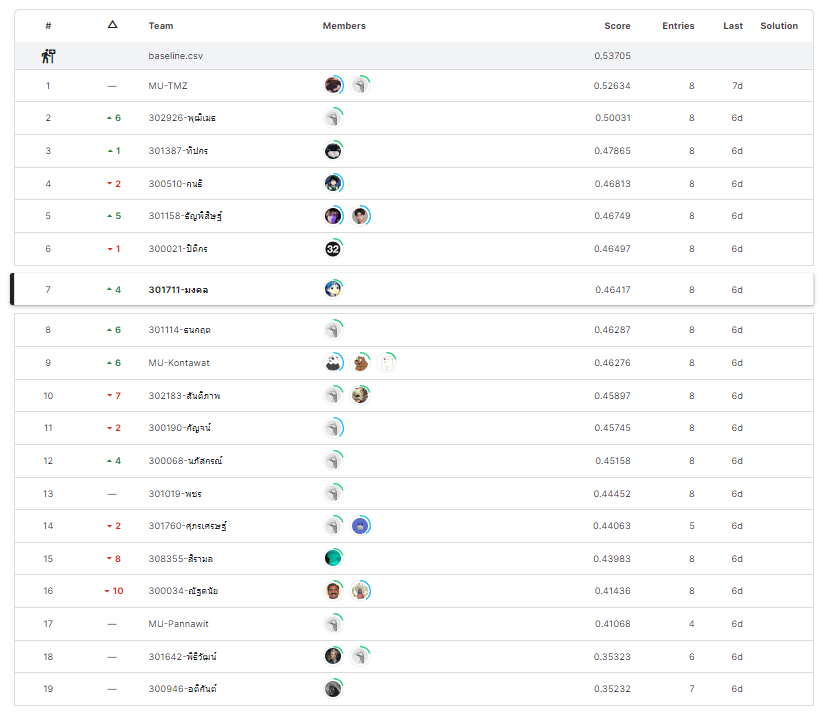 # △ Team Members Score Entries Last Solution
baseline.csv 0.53705
1 — MU-TMZ 0.52634 8 7d
2 6 302926-พุฒิเมธ 0.50031 8 6d
3 1 301387-ทิปกร 0.47865 8 6d
4 2 300510-กนธี 0.46813 8 6d
5 5 301158-ธัญพิสิษฐ์ 0.46749 8 6d
6 1 300021-ปิติกร 0.46497 8 6d
32
7 4 301711-มงคล 0.46417 8 6d
8 6 301114-ธนกฤต 0.46287 8 6d
9 6 MU-Kontawat 0.46276 8 6d
10 7 302183-สันติภาพ 0.45897 8 6d
11 2 300190-กัญจน์ 0.45745 8 6d
12 4 300068-นภัสกรณ์ 0.45158 8 6d
13 — 301019-พชร 0.44452 8 6d
14 2 301760-ศุภรเศรษฐ์ 0.44063 5 6d
15 8 308355-สิรามล 0.43983 8 6d
16 10 300034-ณัฐดนัย 0.41436 8 6d
17 — MU-Pannawit 0.41068 4 6d
18 — 301642-พิธิวัฒน์ 0.35323 6 6d
19 — 300946-อติกันต์ 0.35232 7 6d